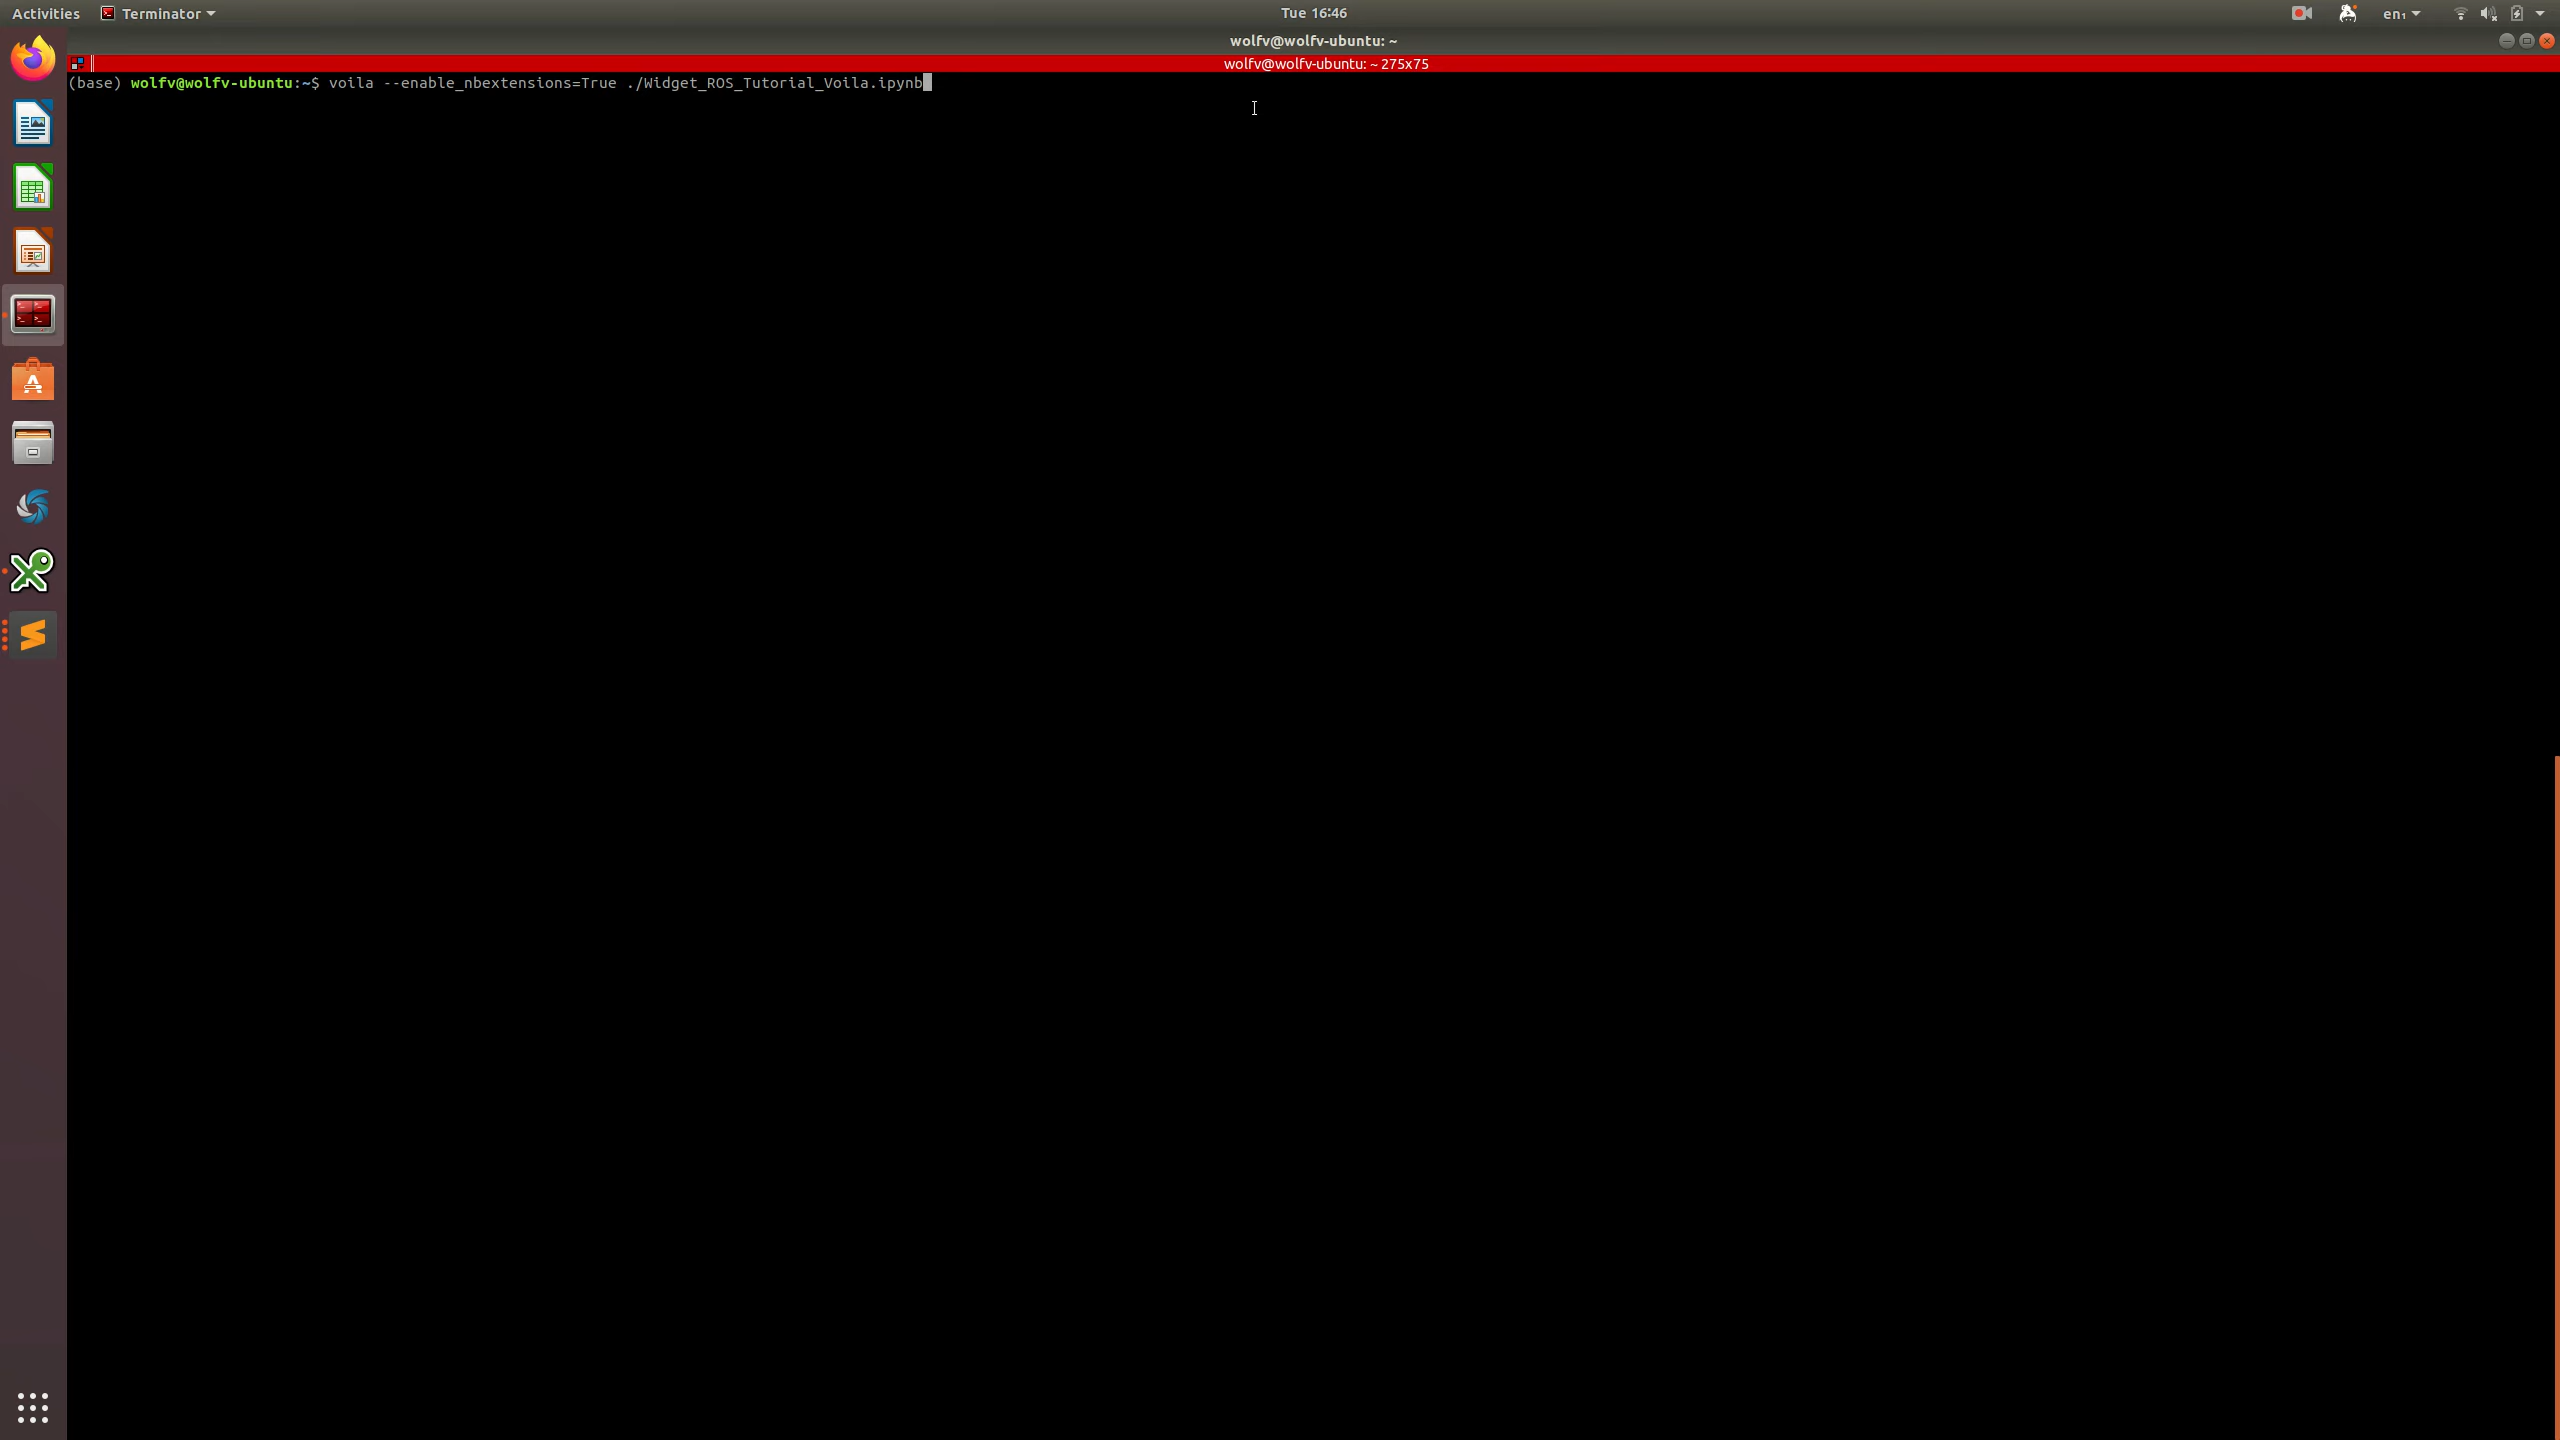 Activities Terminator Tue 16:46 en₁
wolfv@wolfv-ubuntu: ~
wolfv@wolfv-ubuntu: ~ 275x75
(base) wolfv@wolfv-ubuntu:~$ voila --enable_nbextensions=True ./Widget_ROS_Tutorial_Voila.ipynb